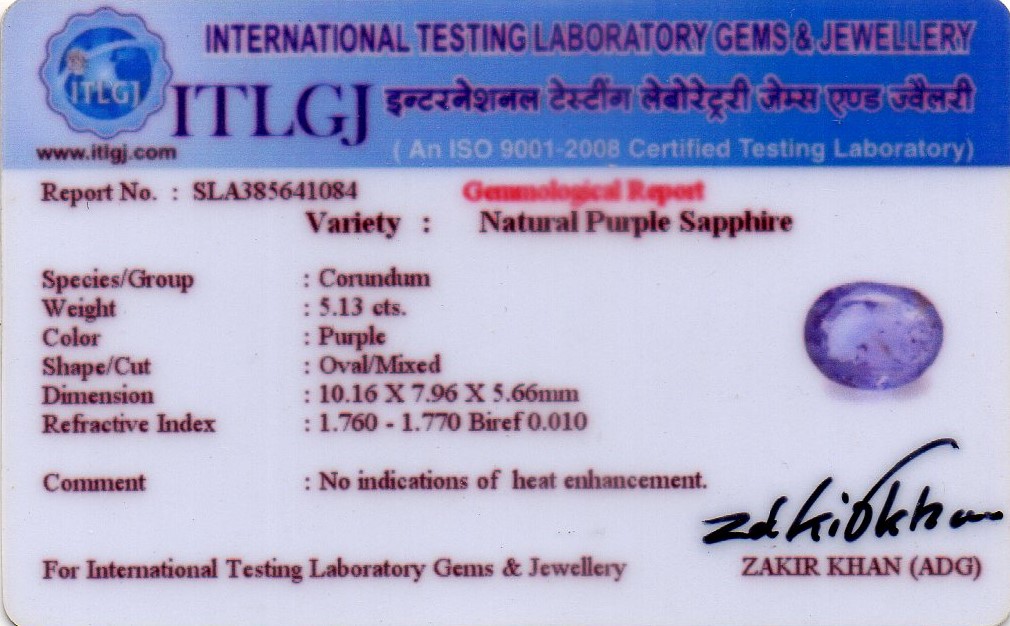 INTERNATIONAL TESTING LABORATORY GEMS & JEWELLERY
ITLGJ
ITLGJ इन्टरनेशनल टेस्टींग लेबोरेट्ररी जेम्स एण्ड ज्वैलरी
www.itlgj.com
( An ISO 9001-2008 Certified Testing Laboratory)
Report No. : SLA385641084
Gemmological Report
Variety : Natural Purple Sapphire
Species/Group : Corundum
Weight : 5.13 cts.
Color : Purple
Shape/Cut : Oval/Mixed
Dimension : 10.16 X 7.96 X 5.66mm
Refractive Index : 1.760 - 1.770 Biref 0.010
Comment : No indications of heat enhancement.
zakirkhan
For International Testing Laboratory Gems & Jewellery
ZAKIR KHAN (ADG)